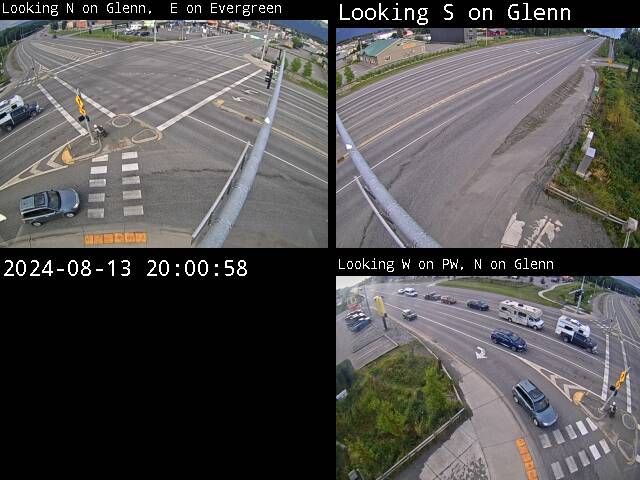 Looking N on Glenn, E on Evergreen
Looking S on Glenn
2024-08-13 20:00:58
Looking W on PW, N on Glenn